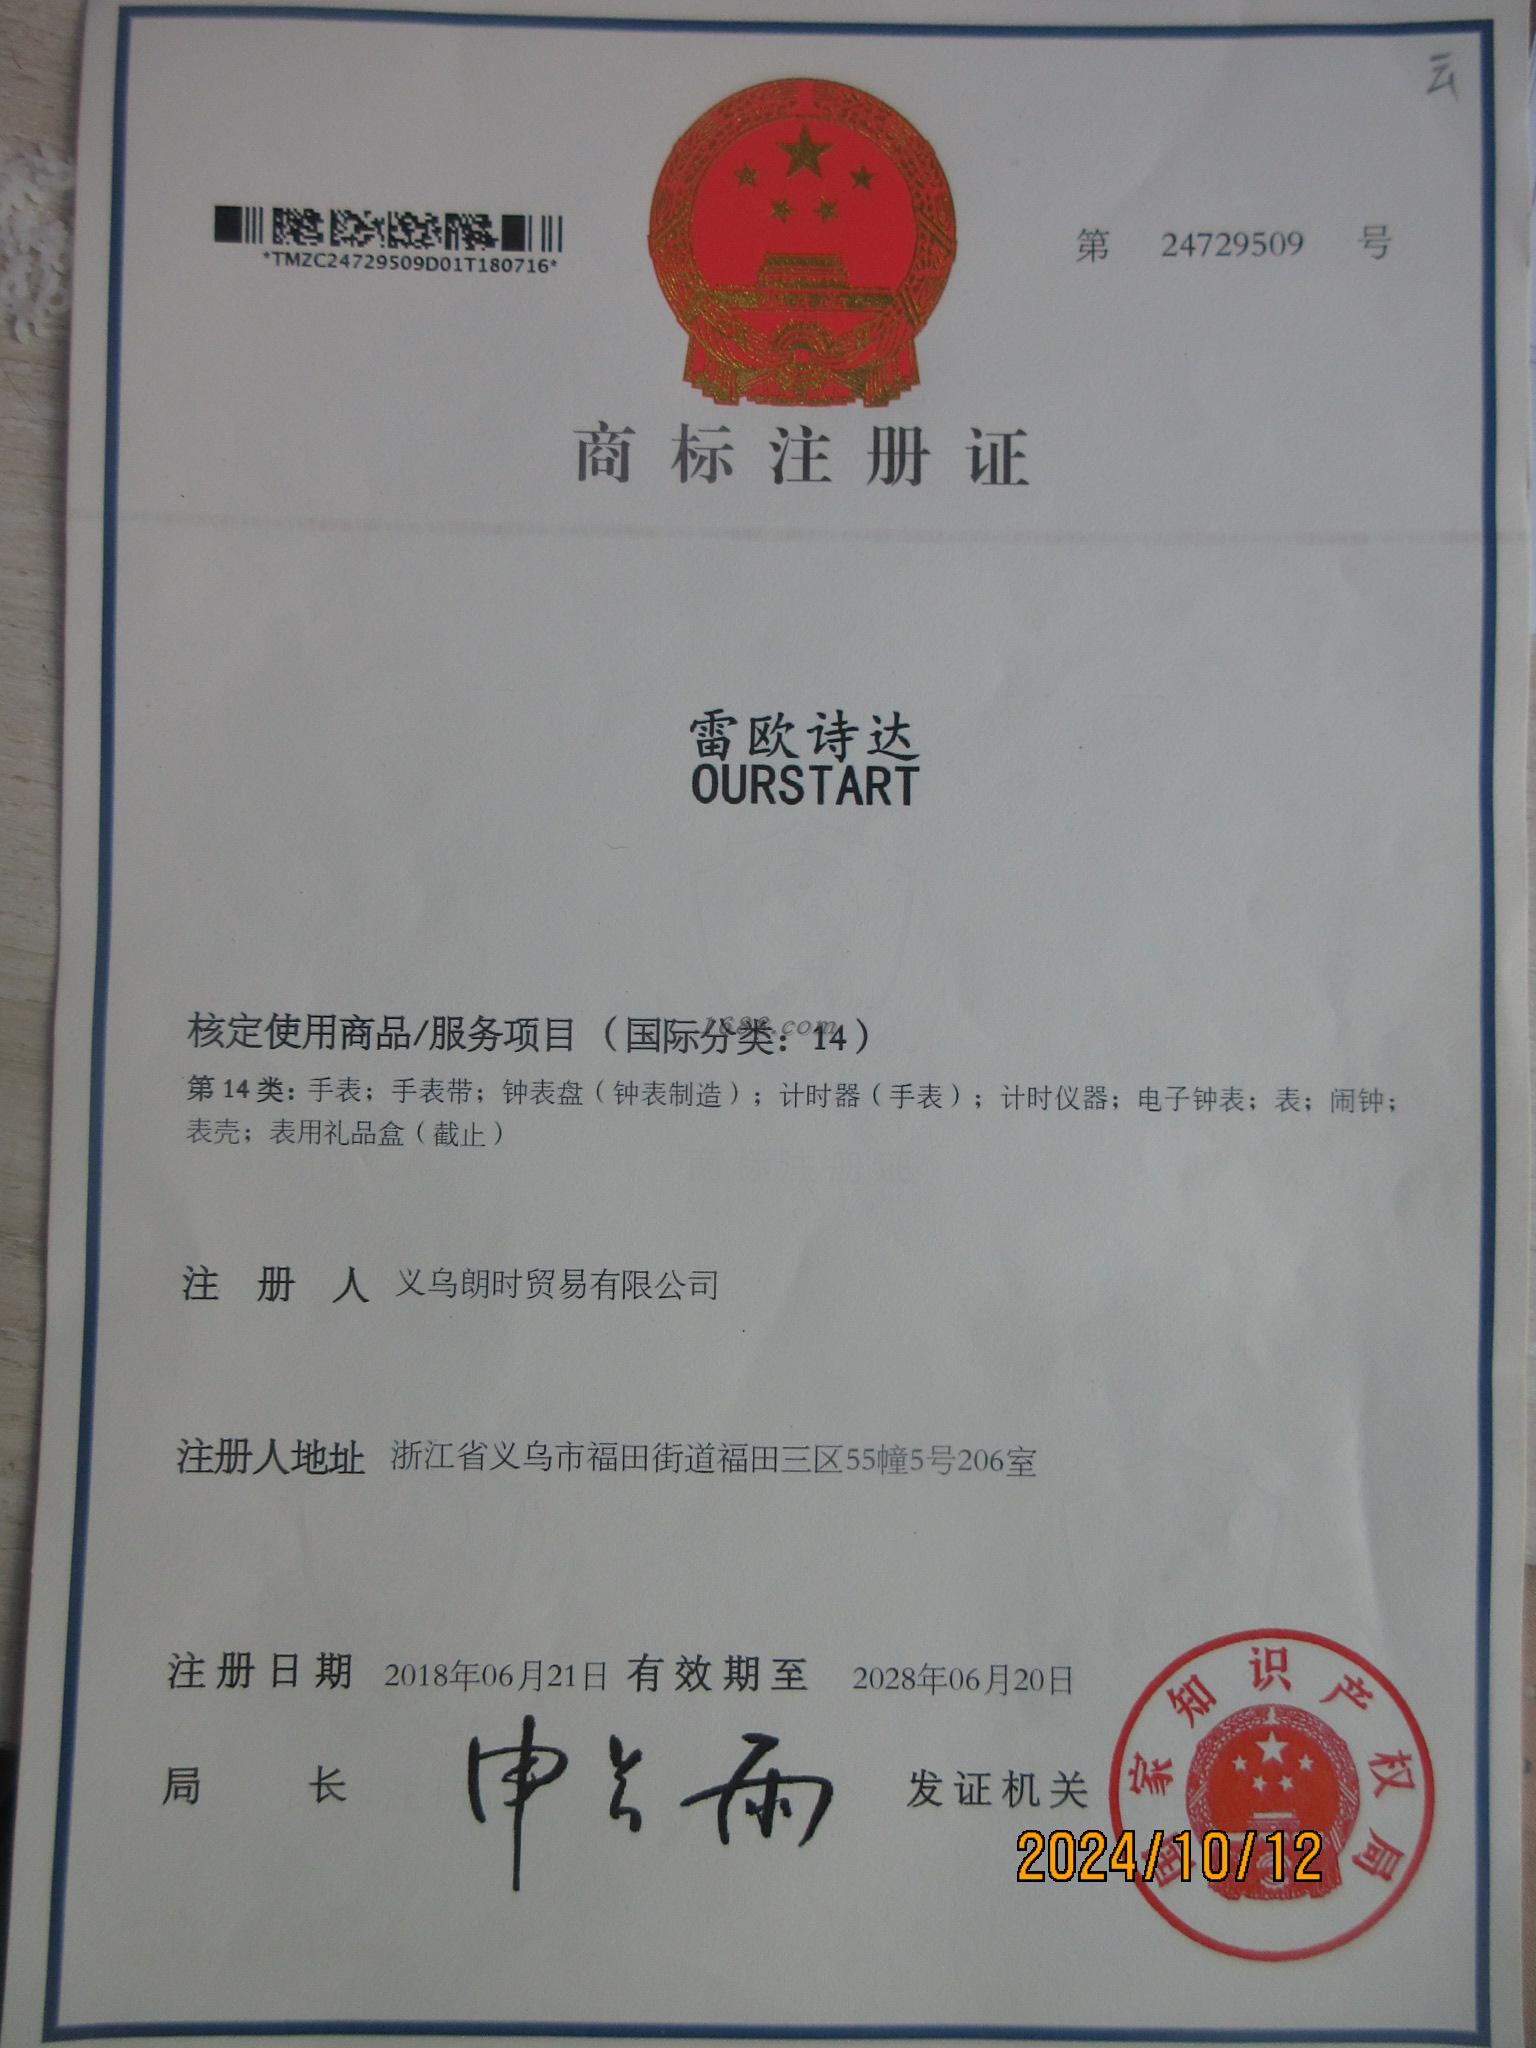 云
*TMZC24729509D01T180716*
第 24729509 号
商标注册证
雷欧诗达
OURSTART
核定使用商品/服务项目（国际分类：14）
1688.com
第 14 类：手表；手表带；钟表盘（钟表制造）；计时器（手表）；计时仪器；电子钟表；表；闹钟；
表壳；表用礼品盒（截止）
注册人 义乌朗时贸易有限公司
注册人地址 浙江省义乌市福田街道福田三区55幢5号206室
注册日期 2018年06月21日 有效期至 2028年06月20日
局长 申长雨 发证机关
国家知识产权局
2024/10/12